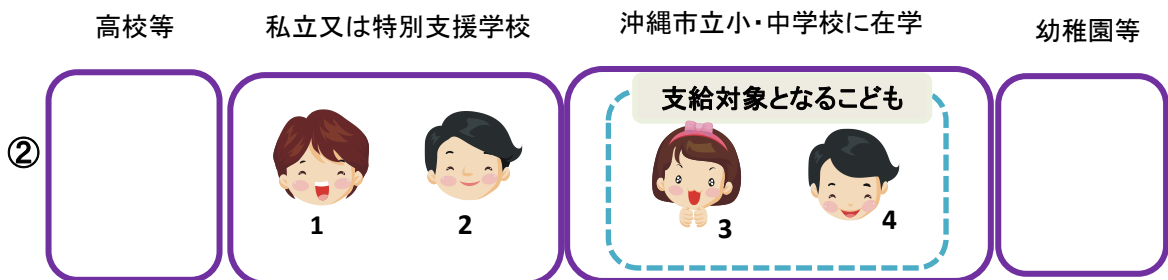 高校等
私立又は特別支援学校
沖縄市立小・中学校に在学
幼稚園等
支給対象となるこども
②
1
2
3
4